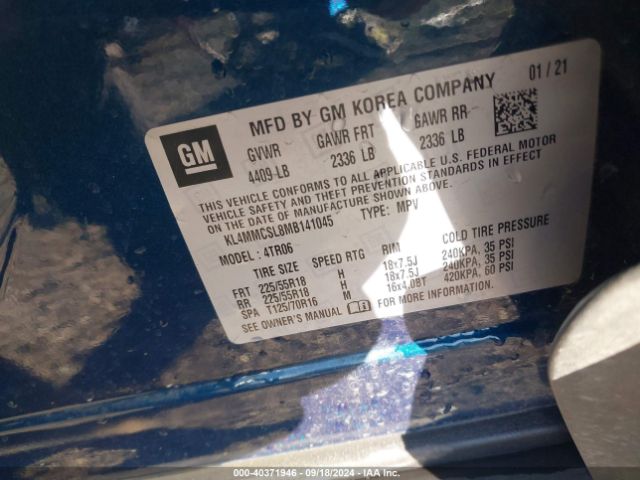 GM
MFD BY GM KOREA COMPANY 01 / 21
GVWR GAWR FRT GAWR RR
4409 LB 2336 LB 2336 LB
THIS VEHICLE CONFORMS TO ALL APPLICABLE U.S. FEDERAL MOTOR
VEHICLE SAFETY AND THEFT PREVENTION STANDARDS IN EFFECT
ON THE DATE OF MANUFACTURE SHOWN ABOVE.
KL4MMCSL8MB141045 TYPE: MPV
MODEL: 4TR06
TIRE SIZE SPEED RTG RIM COLD TIRE PRESSURE
FRT 225/55R18 H 18x7.5J 240KPA, 35 PSI
RR 225/55R18 H 18x7.5J 240KPA, 35 PSI
SPA T125/70R16 M 16x4.0BT 420KPA, 60 PSI
SEE OWNER'S MANUAL FOR MORE INFORMATION.
000-40371946 - 09/18/2024 - IAA Inc.